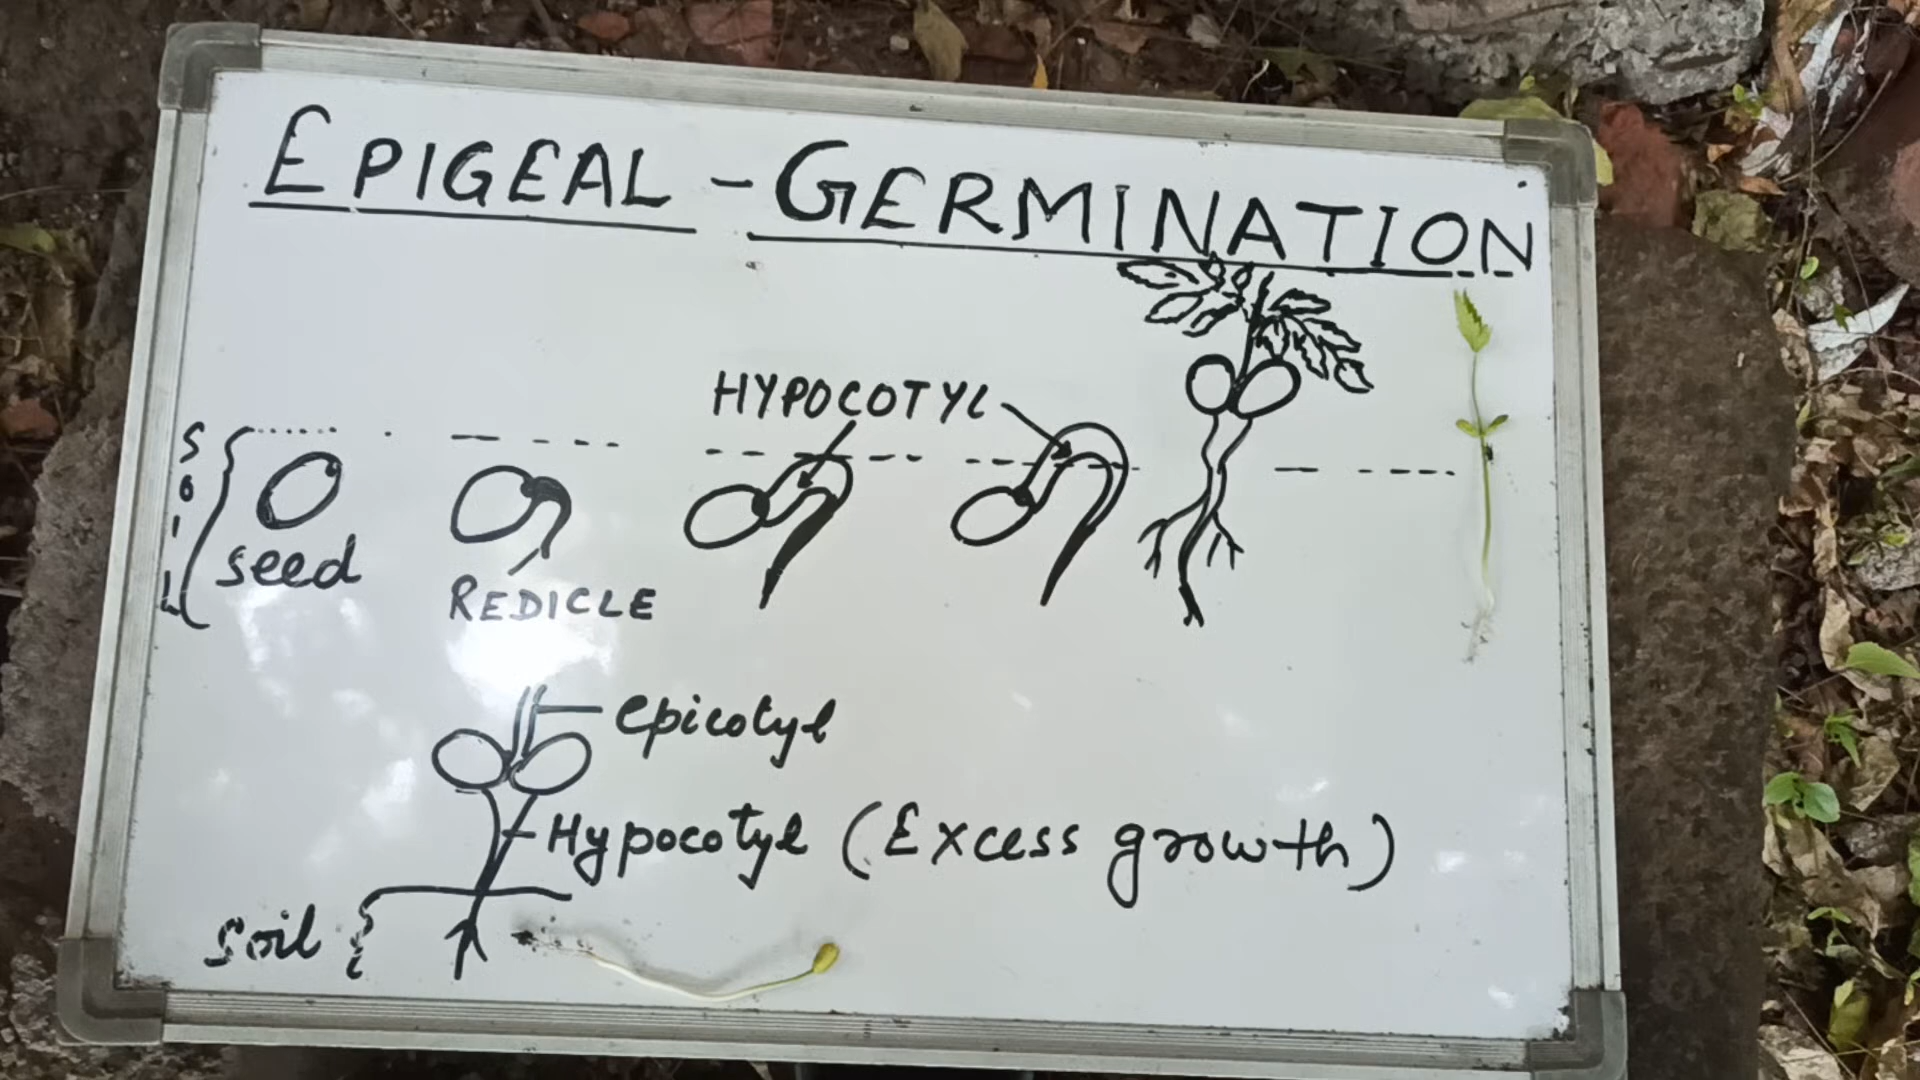 EPIGEAL - GERMINATION
HYPOCOTYL
SOIL
seed
REDICLE
Epicotyl
Hypocotyl (Excess growth)
Soil